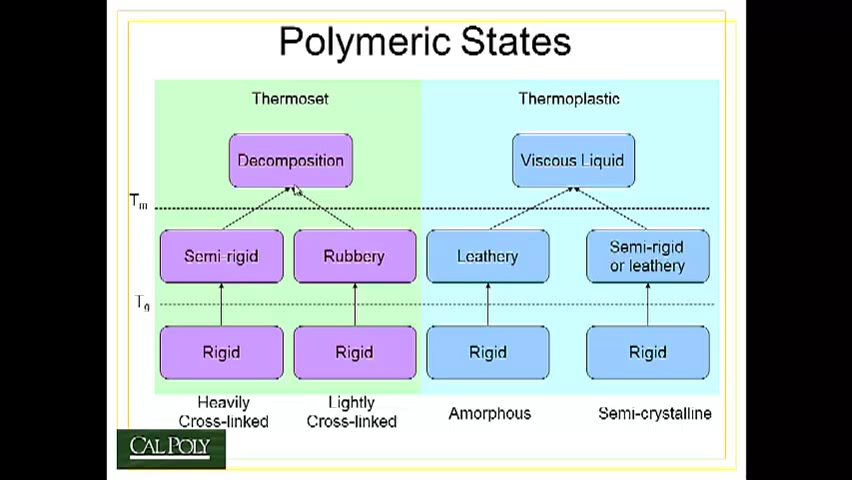 Polymeric States
Thermoset
Thermoplastic
Decomposition
Viscous Liquid
Tm
Semi-rigid
Rubbery
Leathery
Semi-rigid
or leathery
Tg
Rigid
Rigid
Rigid
Rigid
Heavily
Cross-linked
Lightly
Cross-linked
Amorphous
Semi-crystalline
CAL POLY